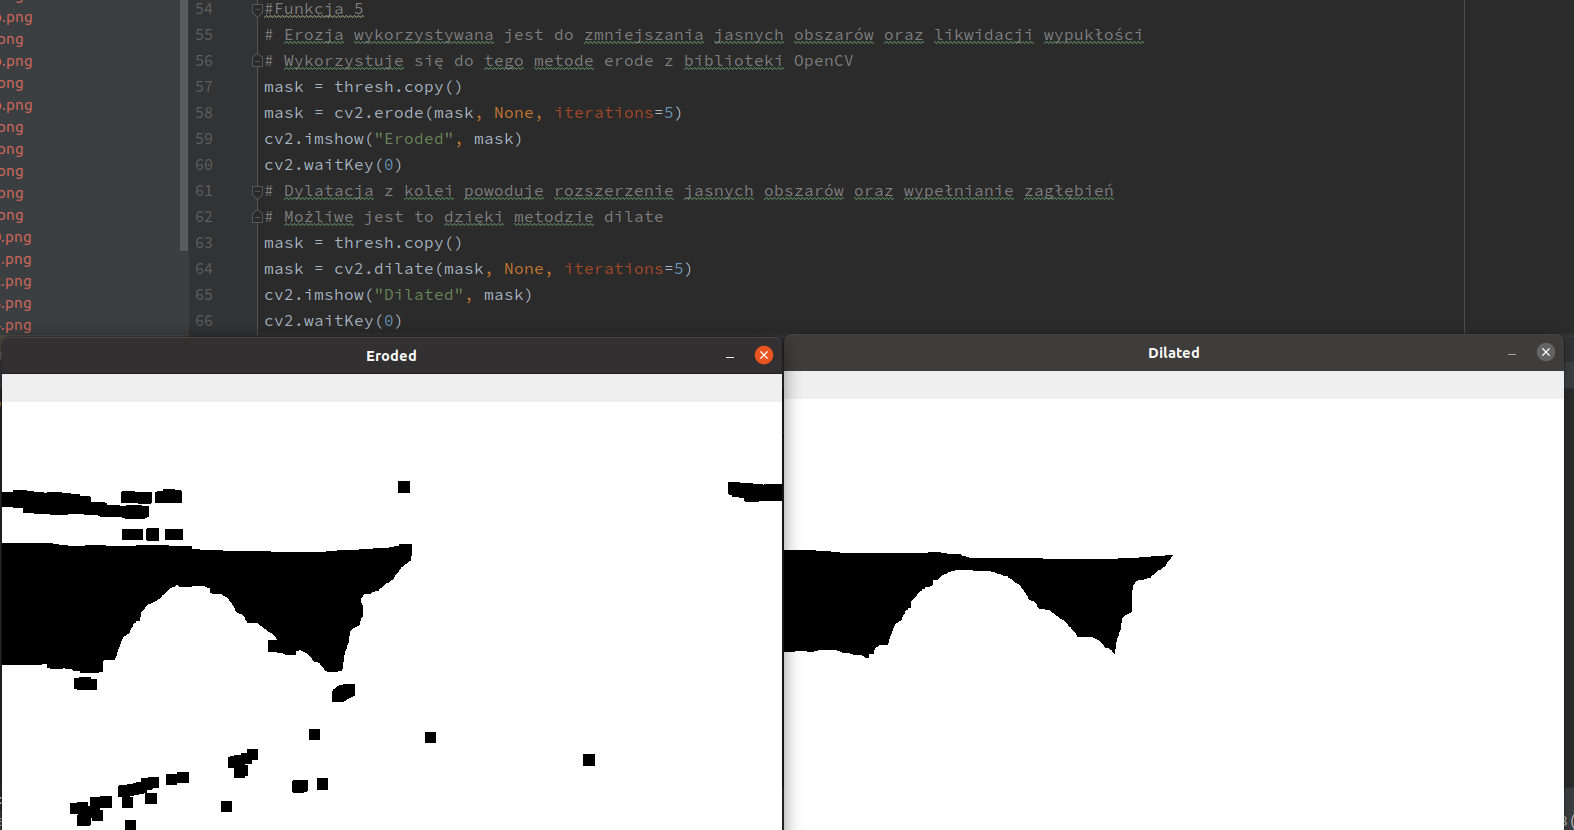 .png
png
.png
png
.png
png
png
png
png
png
.png
.png
.png
.png
.png
54 #Funkcja 5
55 # Erozja wykorzystywana jest do zmniejszania jasnych obszarów oraz likwidacji wypukłości
56 # Wykorzystuje się do tego metode erode z biblioteki OpenCV
57 mask = thresh.copy()
58 mask = cv2.erode(mask, None, iterations=5)
59 cv2.imshow("Eroded", mask)
60 cv2.waitKey(0)
61 # Dylatacja z kolei powoduje rozszerzenie jasnych obszarów oraz wypełnianie zagłębień
62 # Możliwe jest to dzięki metodzie dilate
63 mask = thresh.copy()
64 mask = cv2.dilate(mask, None, iterations=5)
65 cv2.imshow("Dilated", mask)
66 cv2.waitKey(0)
Eroded
Dilated